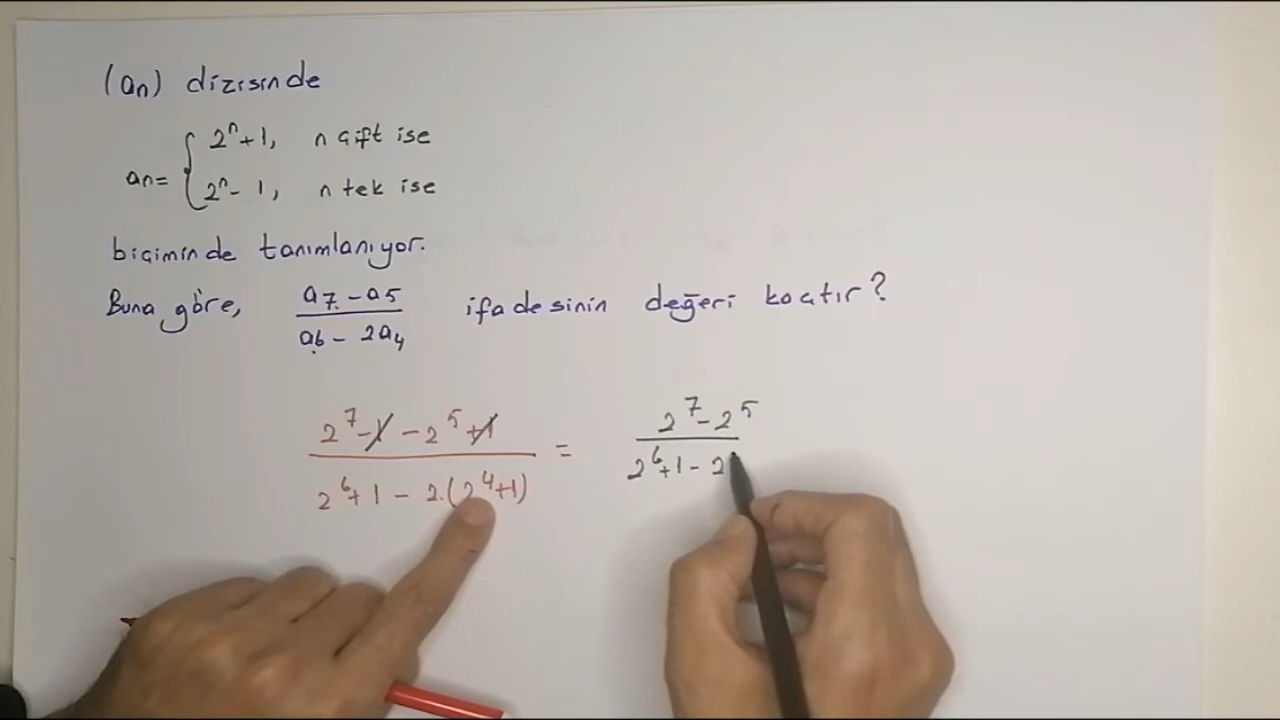 (an) dizisinde
an= { 2ⁿ+1, n çift ise
2ⁿ-1, n tek ise
biçiminde tanımlanıyor.
Buna göre, (a7-a5)/(a6-2a4) ifadesinin değeri kaçtır?
(2⁷-1-2⁵+1)/(2⁶+1-2.(2⁴+1)) = (2⁷-2⁵)/(2⁶+1-2